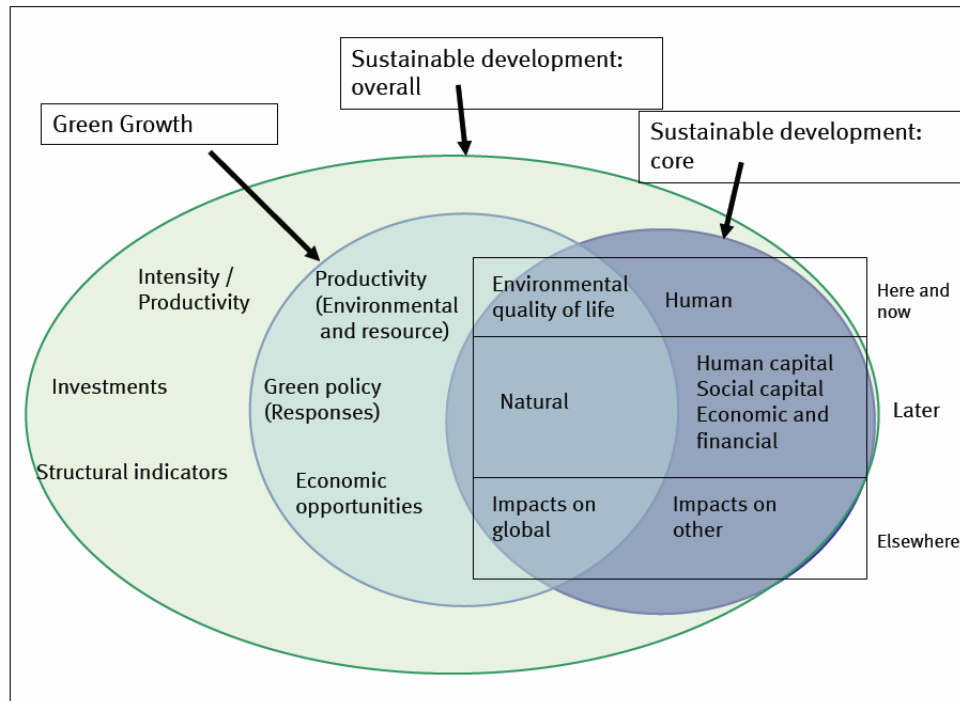 Sustainable development:
overall
Green Growth
Sustainable development:
core
Intensity /
Productivity
Productivity
(Environmental
and resource)
Environmental
quality of life
Human
Here and
now
Investments
Green policy
(Responses)
Natural
Human capital
Social capital
Economic and
financial
Later
Structural indicators
Economic
opportunities
Impacts on
global
Impacts on
other
Elsewhere